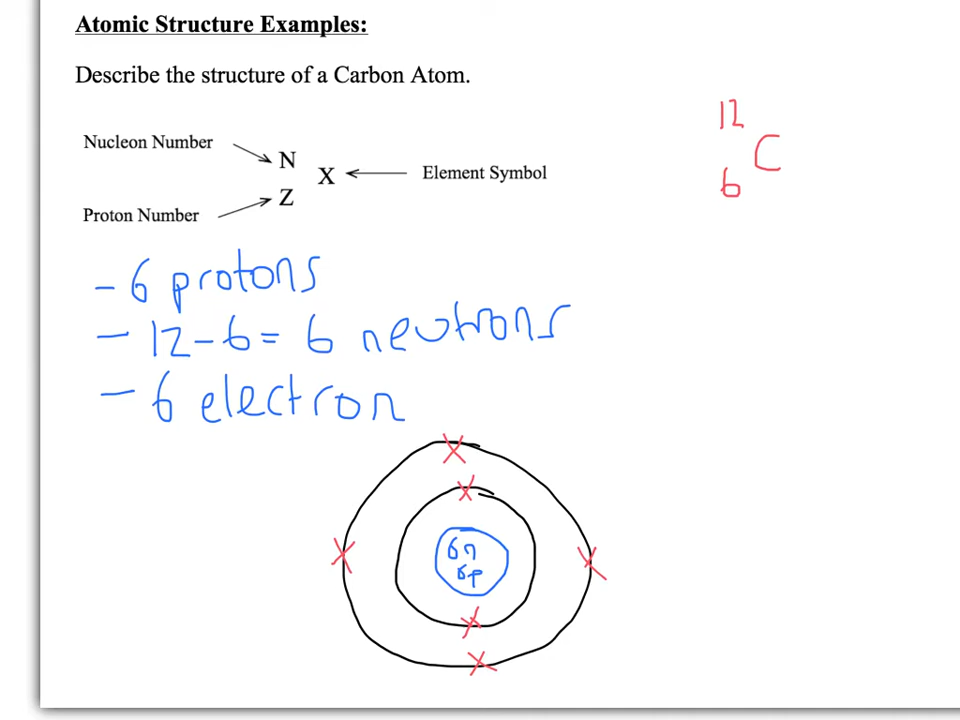 Atomic Structure Examples:
Describe the structure of a Carbon Atom.
12
C
6
Nucleon Number
N
X
Element Symbol
Z
Proton Number
- 6 protons
- 12-6= 6 neutrons
- 6 electron
6n
6p